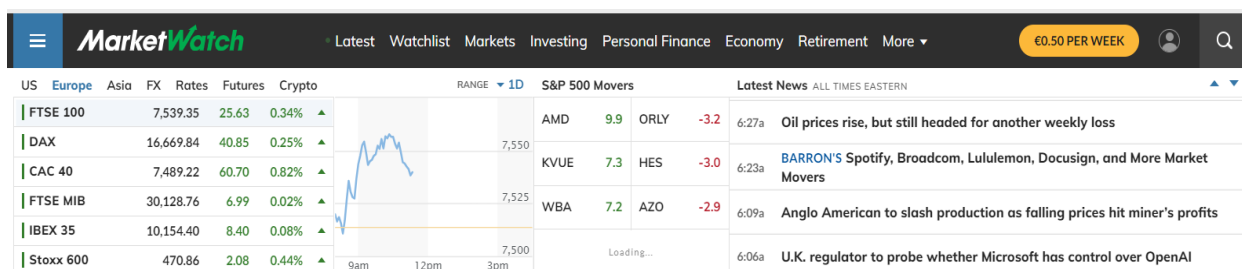 MarketWatch
Latest Watchlist Markets Investing Personal Finance Economy Retirement More
€0.50 PER WEEK
US Europe Asia FX Rates Futures Crypto
RANGE 1D
FTSE 100 7,539.35 25.63 0.34%
DAX 16,669.84 40.85 0.25%
CAC 40 7,489.22 60.70 0.82%
FTSE MIB 30,128.76 6.99 0.02%
IBEX 35 10,154.40 8.40 0.08%
Stoxx 600 470.86 2.08 0.44%
7,550
7,525
7,500
9am 12pm 3pm
S&P 500 Movers
AMD 9.9 ORLY -3.2
KVUE 7.3 HES -3.0
WBA 7.2 AZO -2.9
Loading...
Latest News ALL TIMES EASTERN
6:27a Oil prices rise, but still headed for another weekly loss
6:23a BARRON'S Spotify, Broadcom, Lululemon, Docusign, and More Market
Movers
6:09a Anglo American to slash production as falling prices hit miner's profits
6:06a U.K. regulator to probe whether Microsoft has control over OpenAI